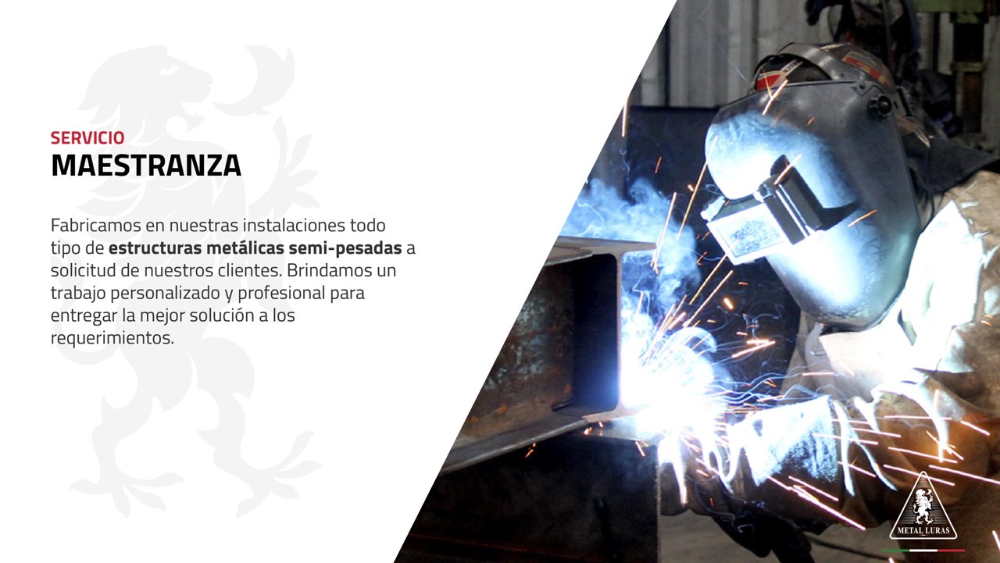 SERVICIO
MAESTRANZA
Fabricamos en nuestras instalaciones todo
tipo de estructuras metálicas semi-pesadas a
solicitud de nuestros clientes. Brindamos un
trabajo personalizado y profesional para
entregar la mejor solución a los
requerimientos.
METAL LURAS